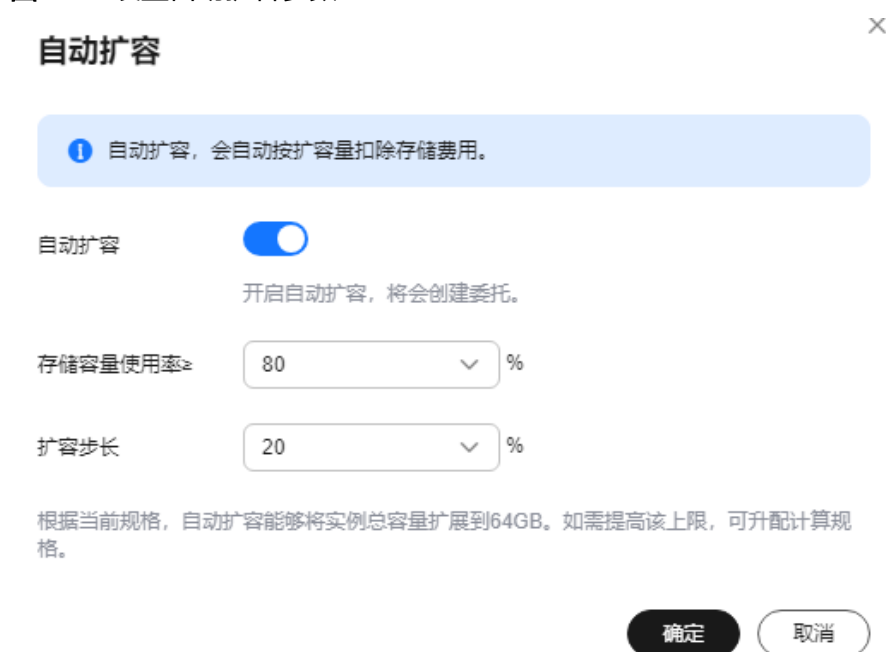 自动扩容
自动扩容，会自动按扩容量扣除存储费用。
自动扩容
开启自动扩容，将会创建委托。
存储容量使用率≥ 80 %
扩容步长 20 %
根据当前规格，自动扩容能够将实例总容量扩展到64GB。如需提高该上限，可升配计算规
格。
确定 取消